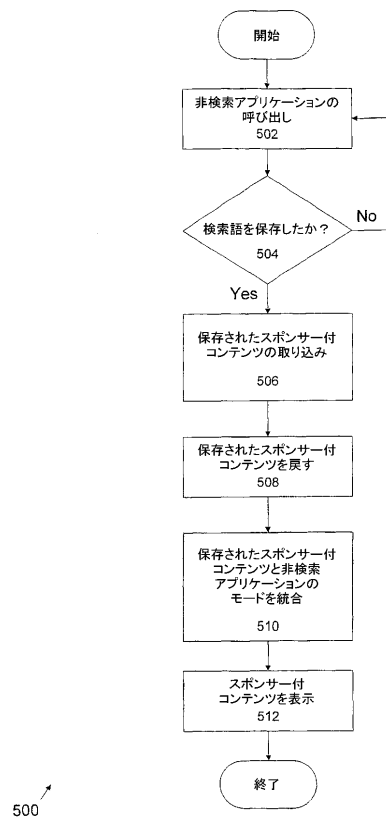 開始
非検索アプリケーションの
呼び出し
502
検索語を保存したか？
504
No
Yes
保存されたスポンサー付
コンテンツの取り込み
506
保存されたスポンサー付
コンテンツを戻す
508
保存されたスポンサー付
コンテンツと非検索
アプリケーションの
モードを統合
510
スポンサー付
コンテンツを表示
512
終了
500